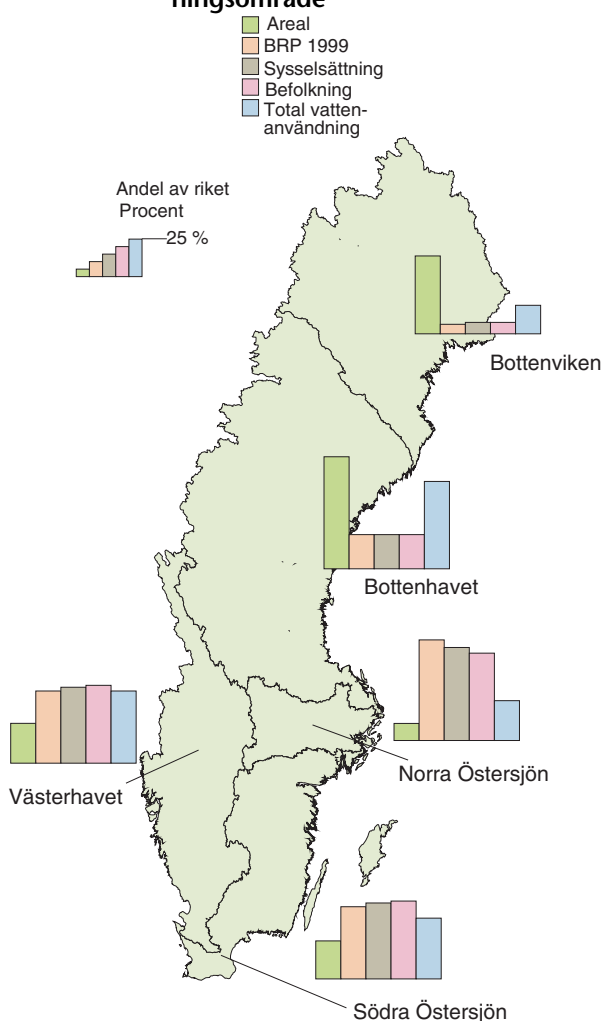 ningsområde
Areal
BRP 1999
Sysselsättning
Befolkning
Total vatten-
användning
Andel av riket
Procent
25 %
Bottenviken
Bottenhavet
Norra Östersjön
Västerhavet
Södra Östersjön